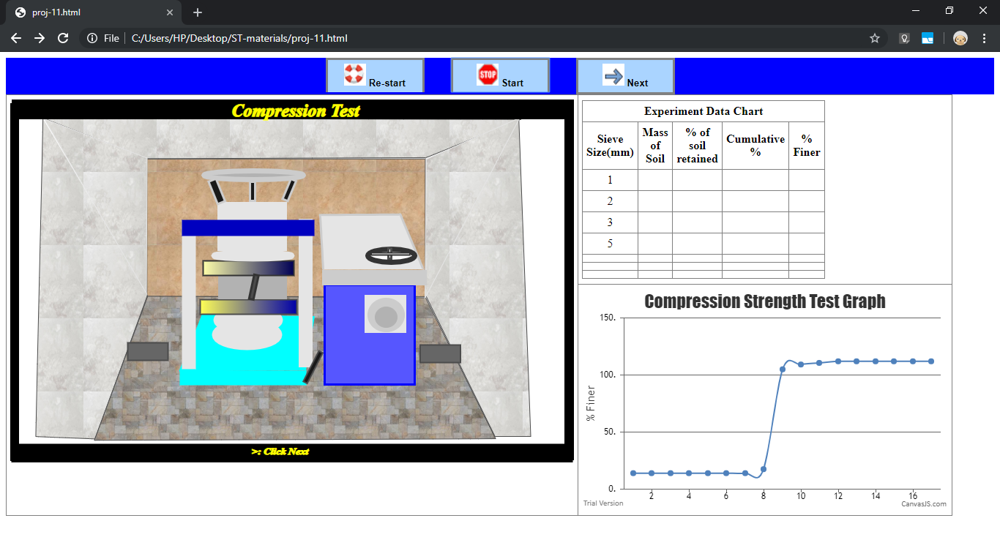 proj-11.html
File
C:/Users/HP/Desktop/ST-materials/proj-11.html
Re-start
STOP
Start
Next
Compression Test
>: Click Next
Experiment Data Chart
Sieve Size(mm)
Mass of Soil
% of soil retained
Cumulative %
% Finer
1
2
3
5
Compression Strength Test Graph
% Finer
150.
100.
50.
0.
2 4 6 8 10 12 14 16
Trial Version
CanvasJS.com